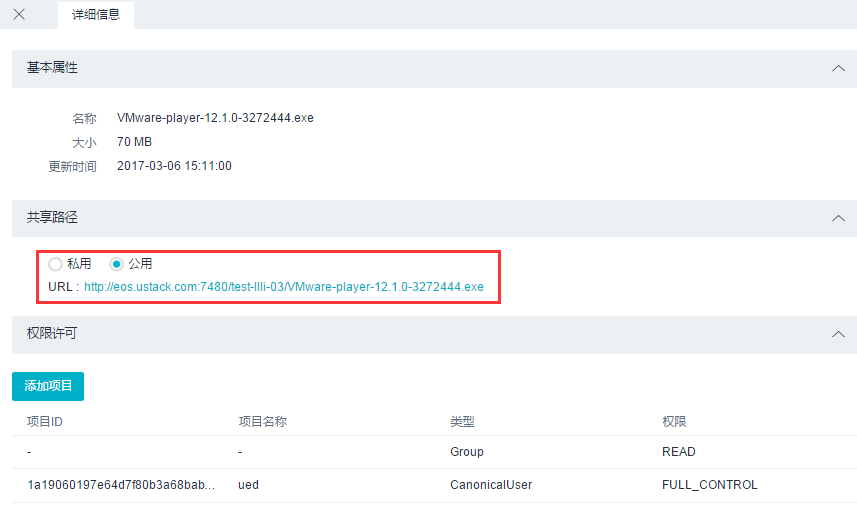 详细信息
基本属性
名称 VMware-player-12.1.0-3272444.exe
大小 70 MB
更新时间 2017-03-06 15:11:00
共享路径
私用 公用
URL : http://eos.ustack.com:7480/test-llli-03/VMware-player-12.1.0-3272444.exe
权限许可
添加项目
项目ID 项目名称 类型 权限
- - Group READ
1a19060197e64d7f80b3a68bab... ued CanonicalUser FULL_CONTROL